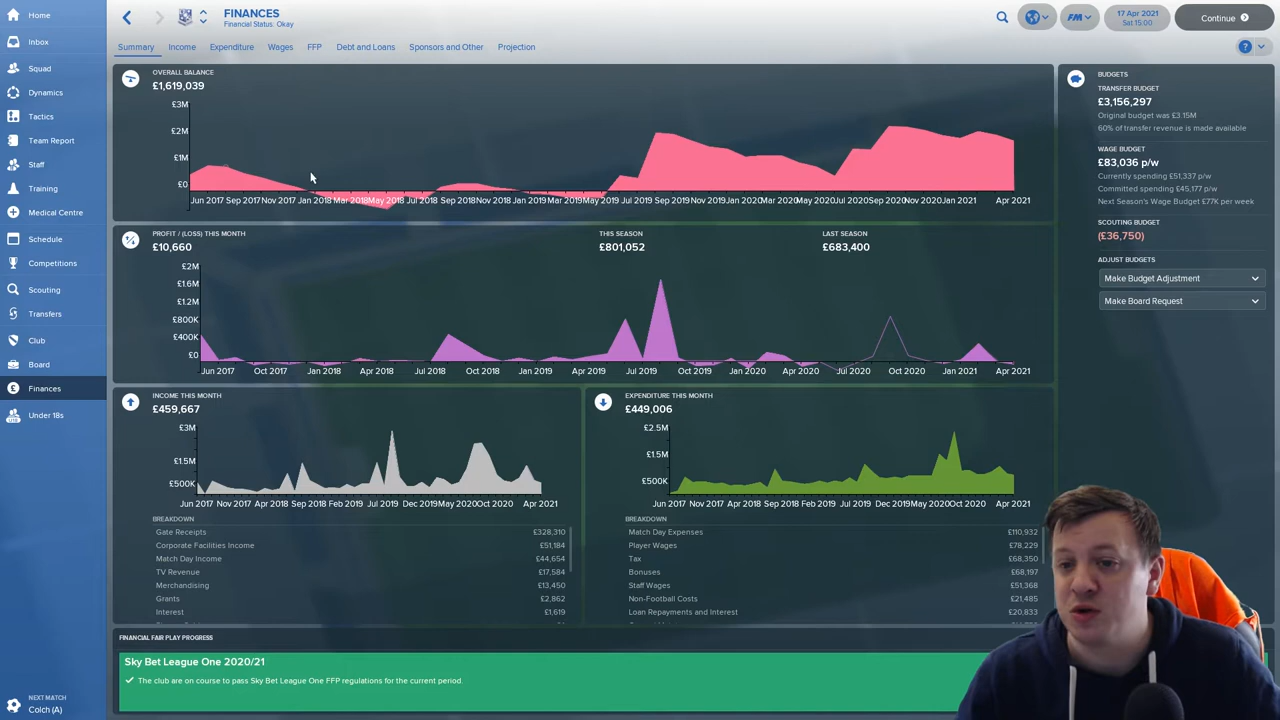 Home
Inbox
Squad
Dynamics
Tactics
Team Report
Staff
Training
Medical Centre
Schedule
Competitions
Scouting
Transfers
Club
Board
Finances
Under 18s
NEXT MATCH
Colch (A)
FINANCES
Financial Status: Okay
FM
17 Apr 2021
Sat 15:00
Continue
Summary Income Expenditure Wages FFP Debt and Loans Sponsors and Other Projection
?
OVERALL BALANCE
£1,619,039
£3M
£2M
£1M
£0
Jun 2017 Sep 2017 Nov 2017 Jan 2018 Mar 2018 May 2018 Jul 2018 Sep 2018 Nov 2018 Jan 2019 Mar 2019 May 2019 Jul 2019 Sep 2019 Nov 2019 Jan 2020 Mar 2020 May 2020 Jul 2020 Sep 2020 Nov 2020 Jan 2021 Apr 2021
PROFIT / (LOSS) THIS MONTH
£10,660
THIS SEASON
£801,052
LAST SEASON
£683,400
£2M
£1.6M
£1.2M
£800K
£400K
£0
Jun 2017 Oct 2017 Jan 2018 Apr 2018 Jul 2018 Oct 2018 Jan 2019 Apr 2019 Jul 2019 Oct 2019 Jan 2020 Apr 2020 Jul 2020 Oct 2020 Jan 2021 Apr 2021
INCOME THIS MONTH
£459,667
£3M
£1.5M
£500K
Jun 2017 Nov 2017 Apr 2018 Sep 2018 Feb 2019 Jul 2019 Dec 2019 May 2020 Oct 2020 Apr 2021
BREAKDOWN
Gate Receipts £328,310
Corporate Facilities Income £51,184
Match Day Income £44,654
TV Revenue £17,584
Merchandising £13,450
Grants £2,862
Interest £1,619
EXPENDITURE THIS MONTH
£449,006
£2.5M
£1.5M
£500K
Jun 2017 Nov 2017 Apr 2018 Sep 2018 Feb 2019 Jul 2019 Dec 2019 May 2020 Oct 2020 Apr 2021
BREAKDOWN
Match Day Expenses £110,932
Player Wages £78,229
Tax £68,350
Bonuses £68,197
Staff Wages £51,368
Non-Football Costs £21,485
Loan Repayments and Interest £20,833
FINANCIAL FAIR PLAY PROGRESS
Sky Bet League One 2020/21
The club are on course to pass Sky Bet League One FFP regulations for the current period.
BUDGETS
TRANSFER BUDGET
£3,156,297
Original budget was £3.15M
60% of transfer revenue is made available
WAGE BUDGET
£83,036 p/w
Currently spending £51,337 p/w
Committed spending £45,177 p/w
Next Season's Wage Budget £77K per week
SCOUTING BUDGET
(£36,750)
ADJUST BUDGETS
Make Budget Adjustment
Make Board Request